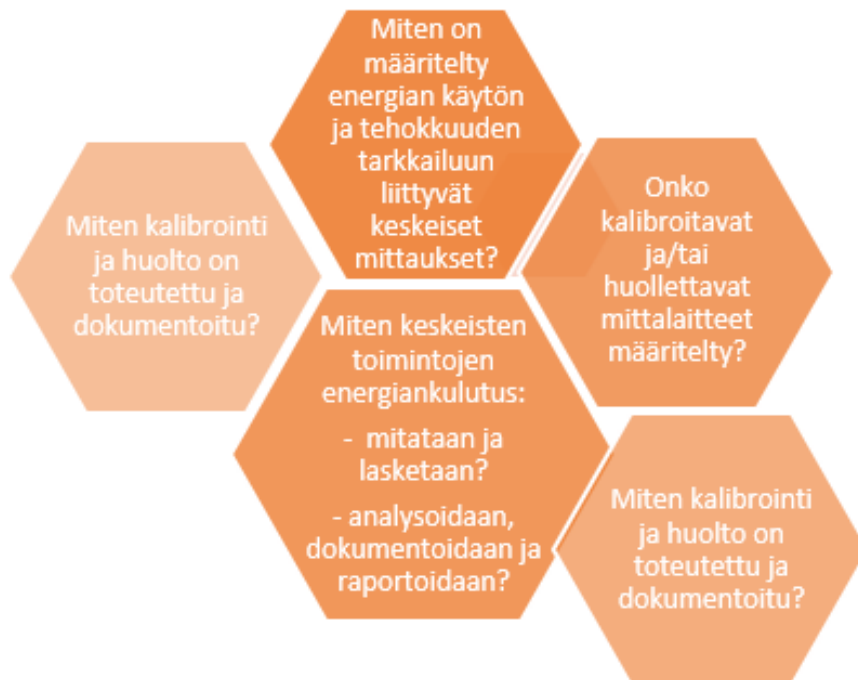 Miten on
määritelty
energian käytön
ja tehokkuuden
tarkkailuun
liittyvät
keskeiset
mittaukset?
Miten kalibrointi
ja huolto on
toteutettu ja
dokumentoitu?
Onko
kalibroitavat
ja/tai
huollettavat
mittalaitteet
määritelty?
Miten keskeisten
toimintojen
energiankulutus:
- mitataan ja
lasketaan?
- analysoidaan,
dokumentoidaan ja
raportoidaan?
Miten kalibrointi
ja huolto on
toteutettu ja
dokumentoitu?